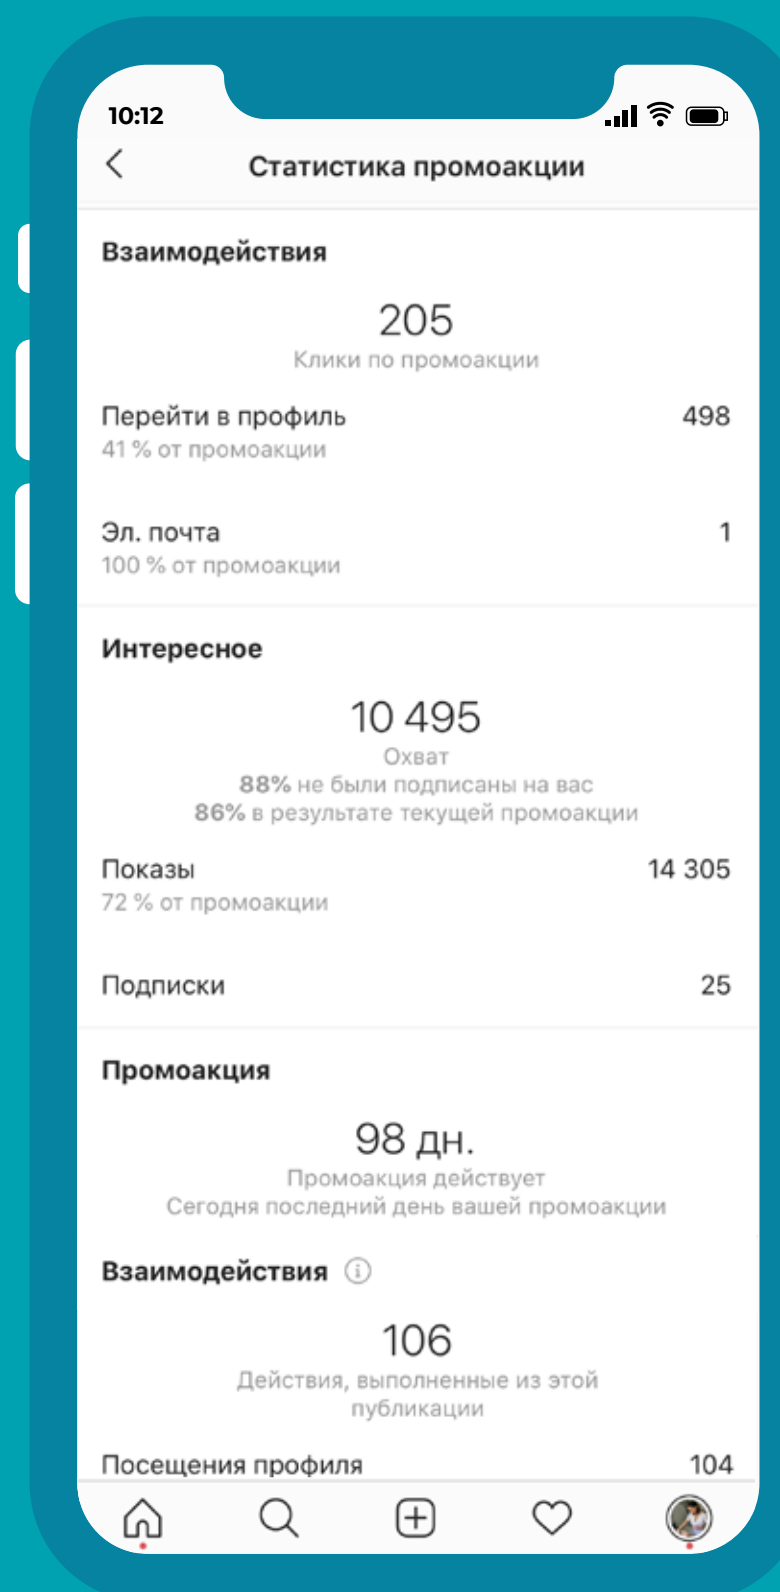 10:12
Статистика промоакции
Взаимодействия
205
Клики по промоакции
Перейти в профиль 498
41 % от промоакции
Эл. почта 1
100 % от промоакции
Интересное
10 495
Охват
88% не были подписаны на вас
86% в результате текущей промоакции
Показы 14 305
72 % от промоакции
Подписки 25
Промоакция
98 дн.
Промоакция действует
Сегодня последний день вашей промоакции
Взаимодействия
106
Действия, выполненные из этой
публикации
Посещения профиля 104